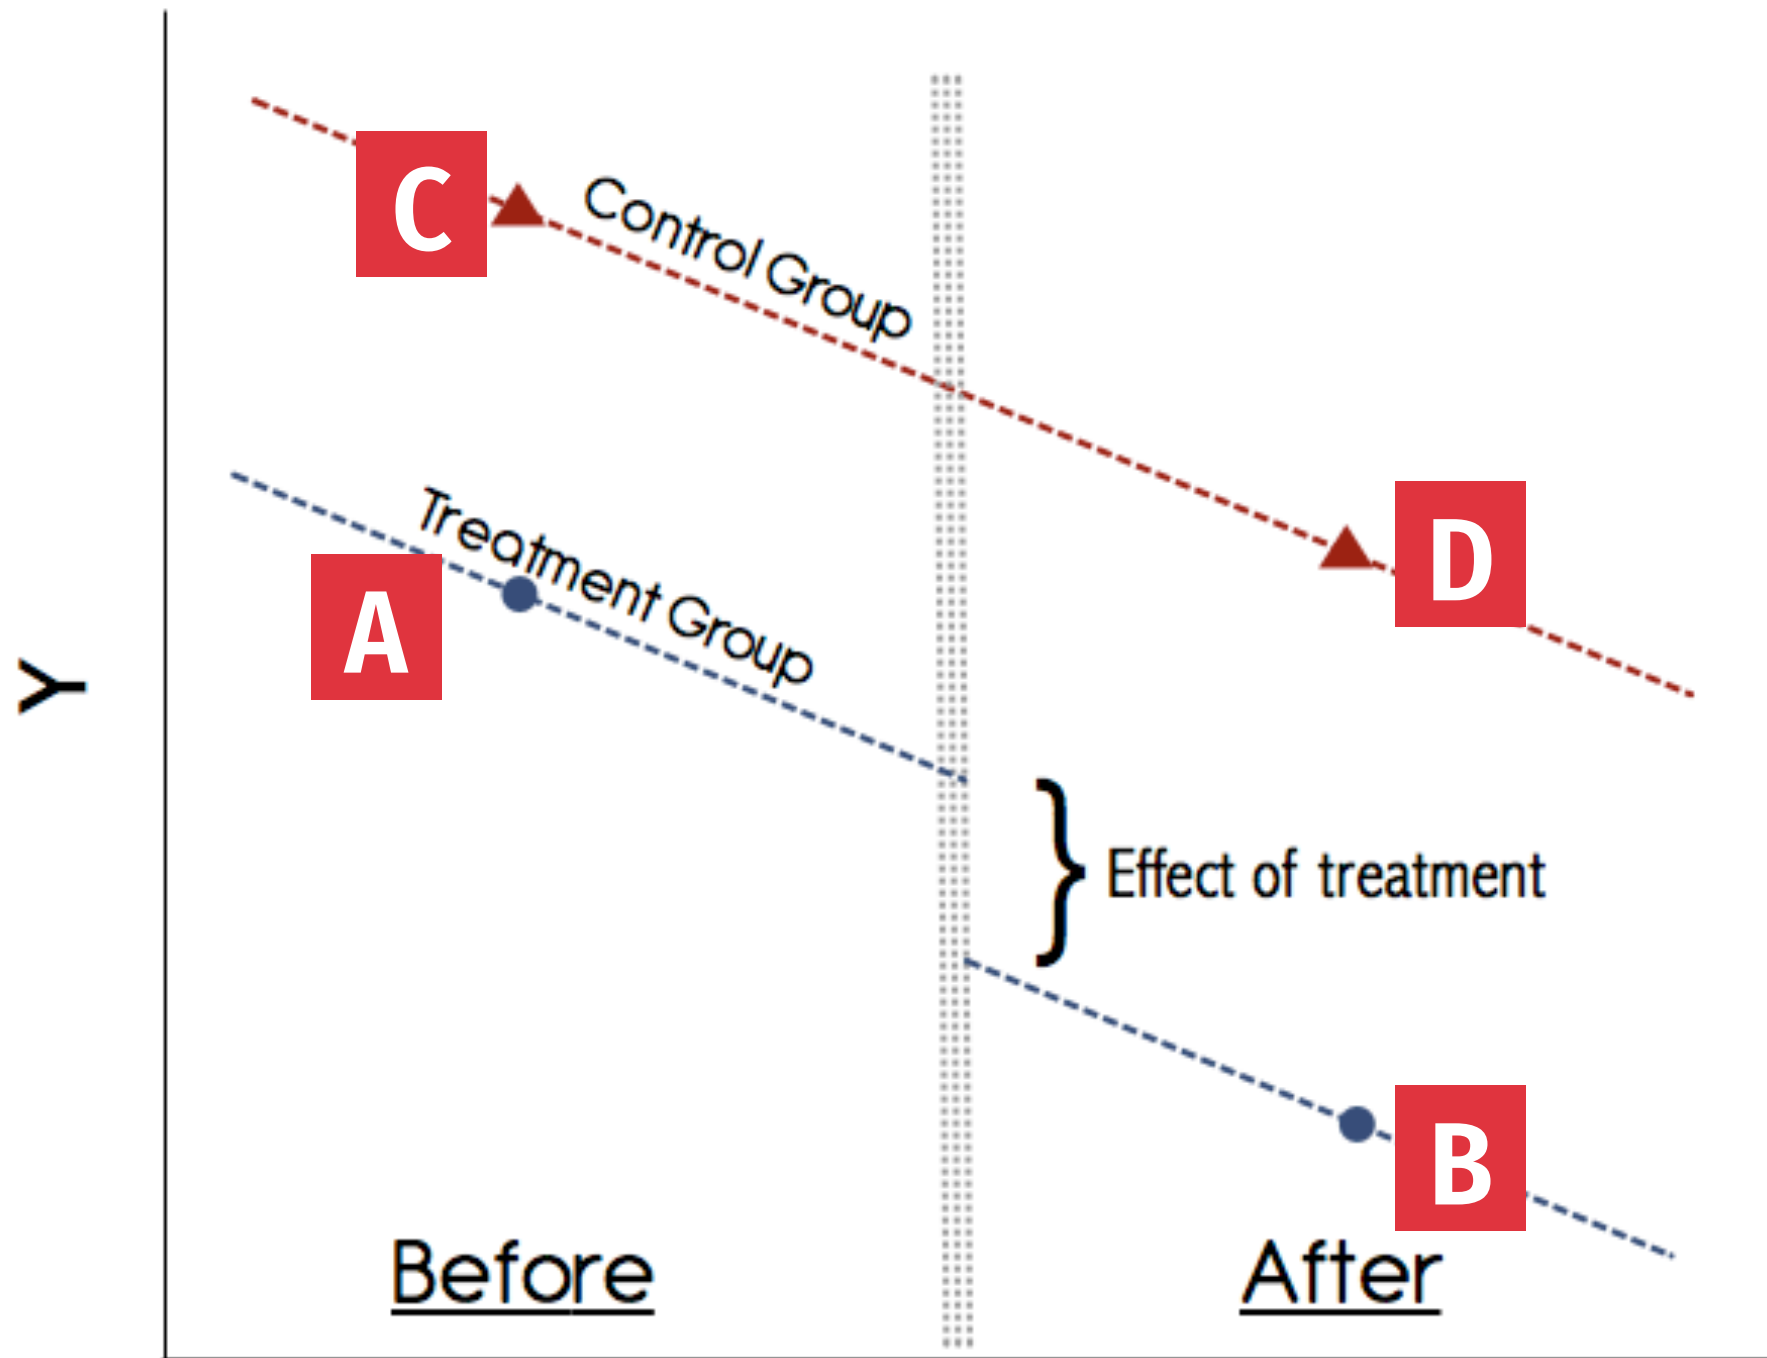 C
Control Group
Treatment Group
A
D
Y
Effect of treatment
B
Before
After